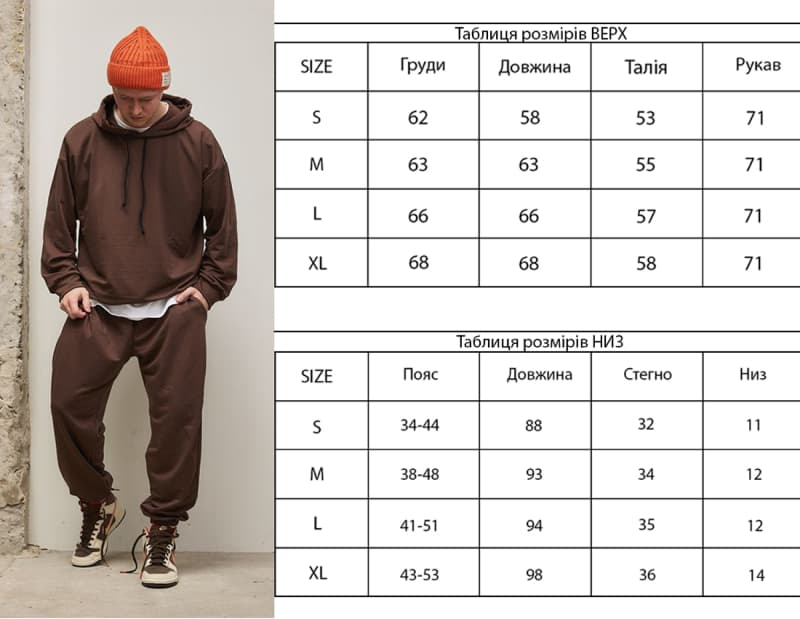 Таблиця розмірів ВЕРХ
SIZE Груди Довжина Талія Рукав
S 62 58 53 71
M 63 63 55 71
L 66 66 57 71
XL 68 68 58 71
Таблиця розмірів НИЗ
SIZE Пояс Довжина Стегно Низ
S 34-44 88 32 11
M 38-48 93 34 12
L 41-51 94 35 12
XL 43-53 98 36 14